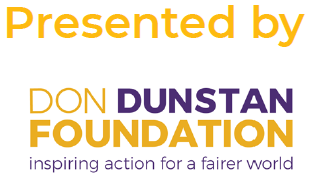 Presented by
DON DUNSTAN
FOUNDATION
inspiring action for a fairer world